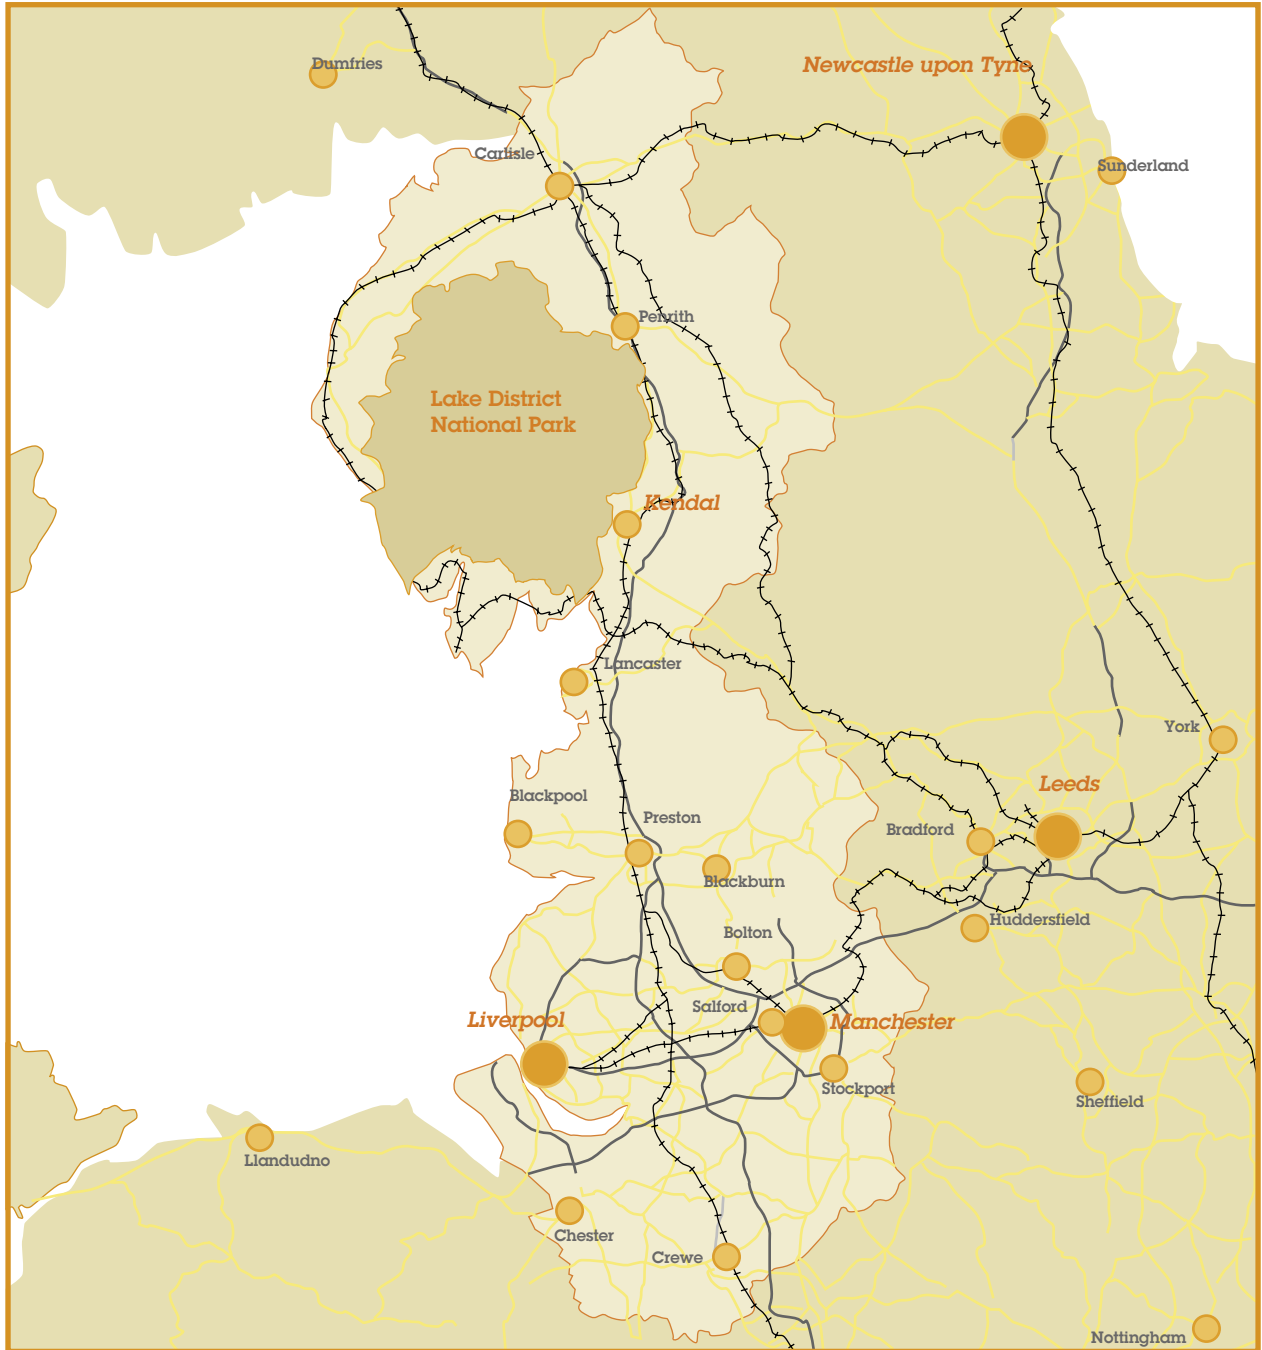 Dumfries
Newcastle upon Tyne
Carlisle
Sunderland
Penrith
Lake District
National Park
Kendal
Lancaster
York
Leeds
Blackpool
Preston
Bradford
Blackburn
Huddersfield
Bolton
Salford
Liverpool
Manchester
Stockport
Sheffield
Llandudno
Chester
Crewe
Nottingham